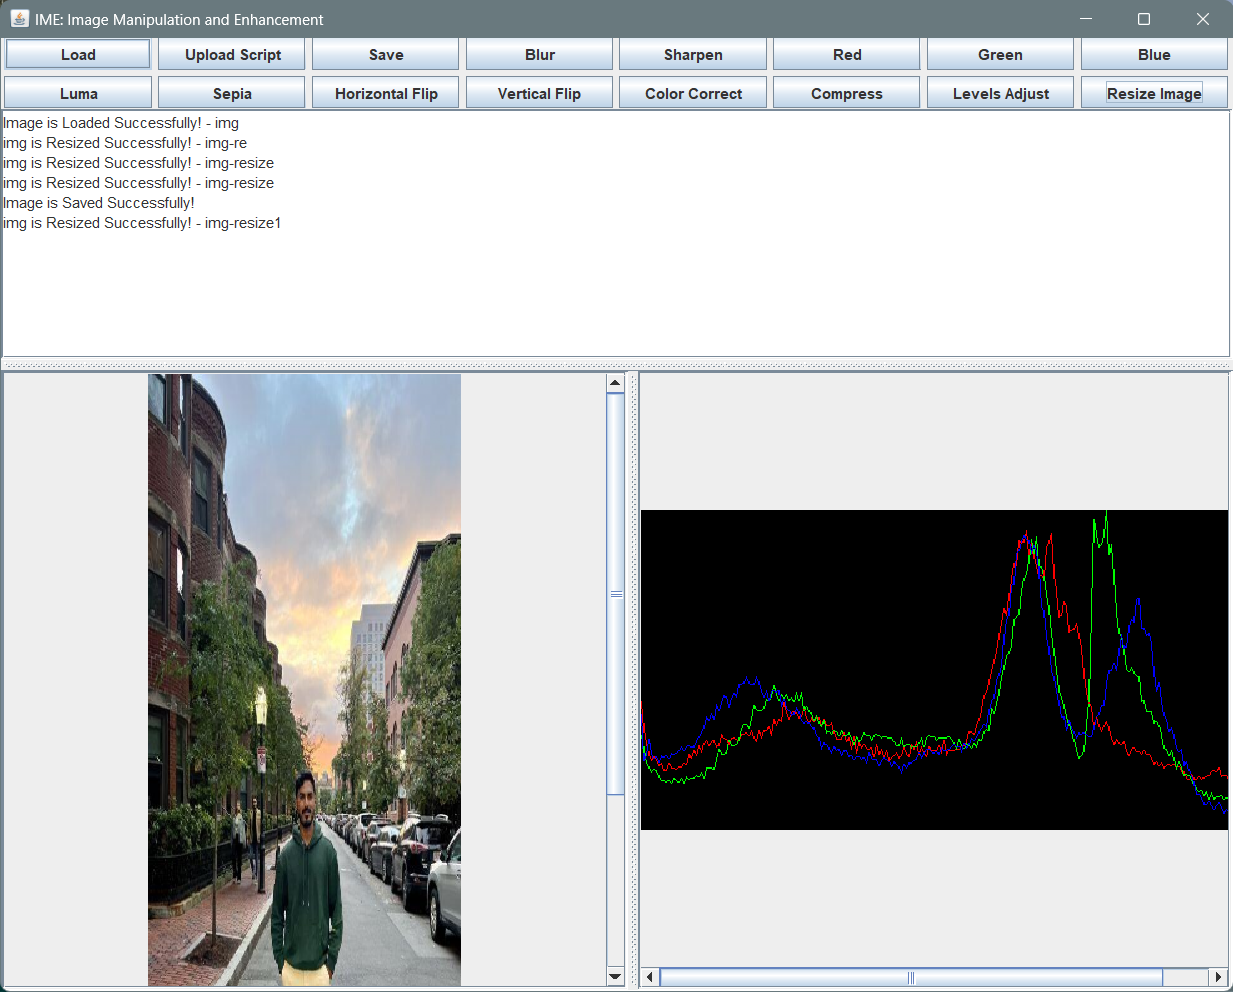 IME: Image Manipulation and Enhancement
Load Upload Script Save Blur Sharpen Red Green Blue
Luma Sepia Horizontal Flip Vertical Flip Color Correct Compress Levels Adjust Resize Image
Image is Loaded Successfully! - img
img is Resized Successfully! - img-re
img is Resized Successfully! - img-resize
img is Resized Successfully! - img-resize
Image is Saved Successfully!
img is Resized Successfully! - img-resize1